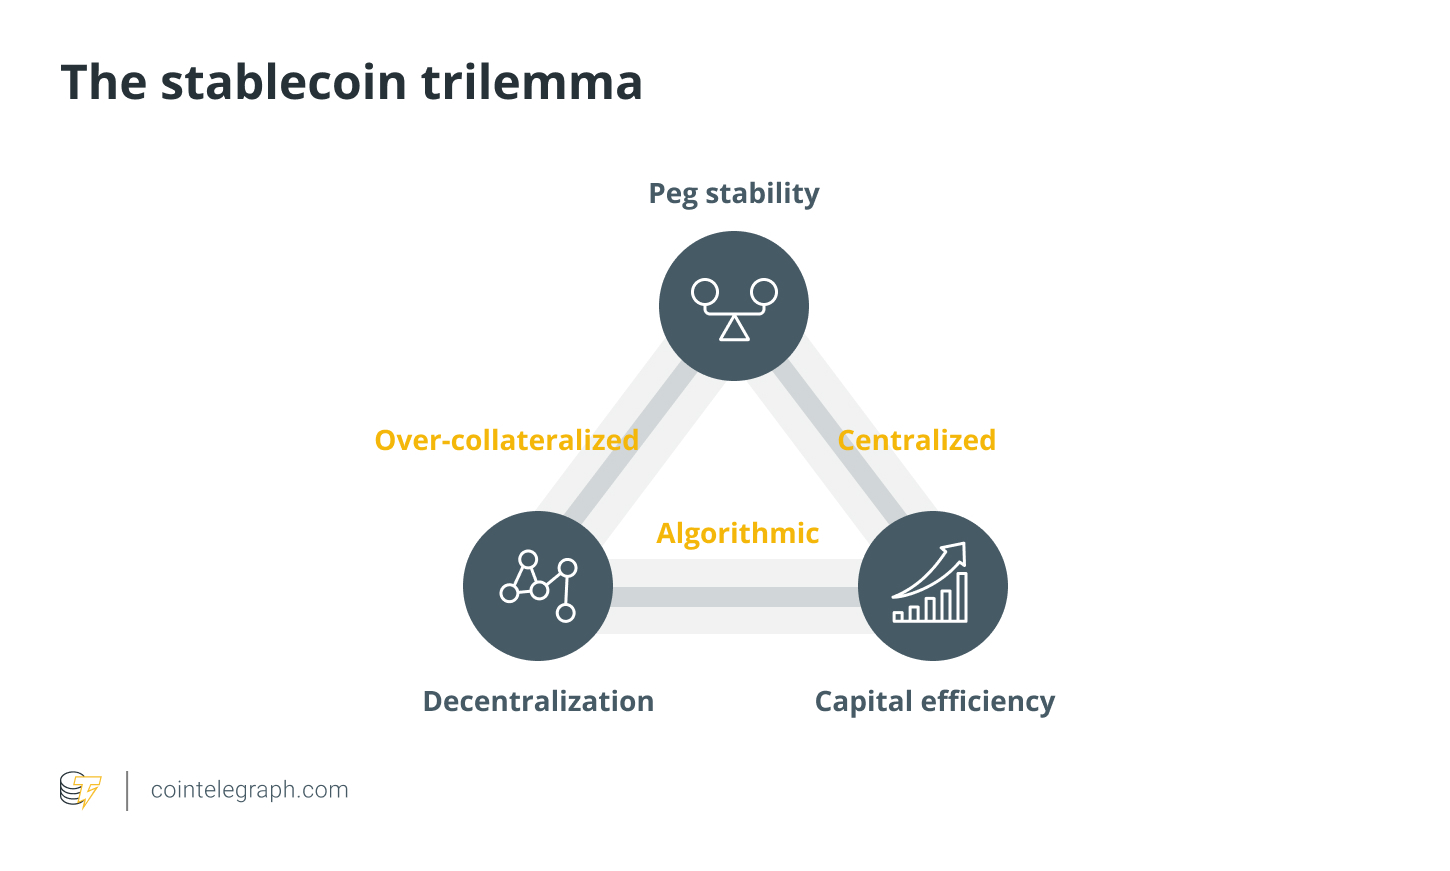 The stablecoin trilemma
Peg stability
Over-collateralized
Centralized
Algorithmic
Decentralization
Capital efficiency
cointelegraph.com